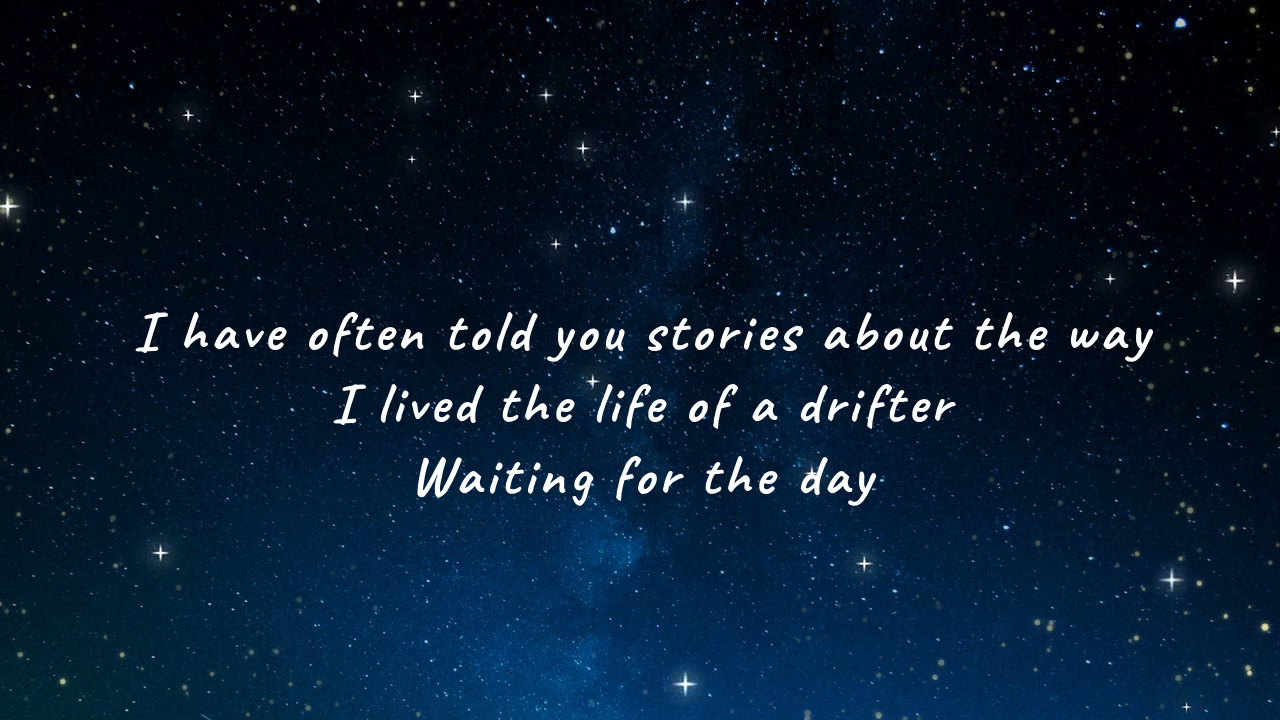 I have often told you stories about the way
I lived the life of a drifter
Waiting for the day